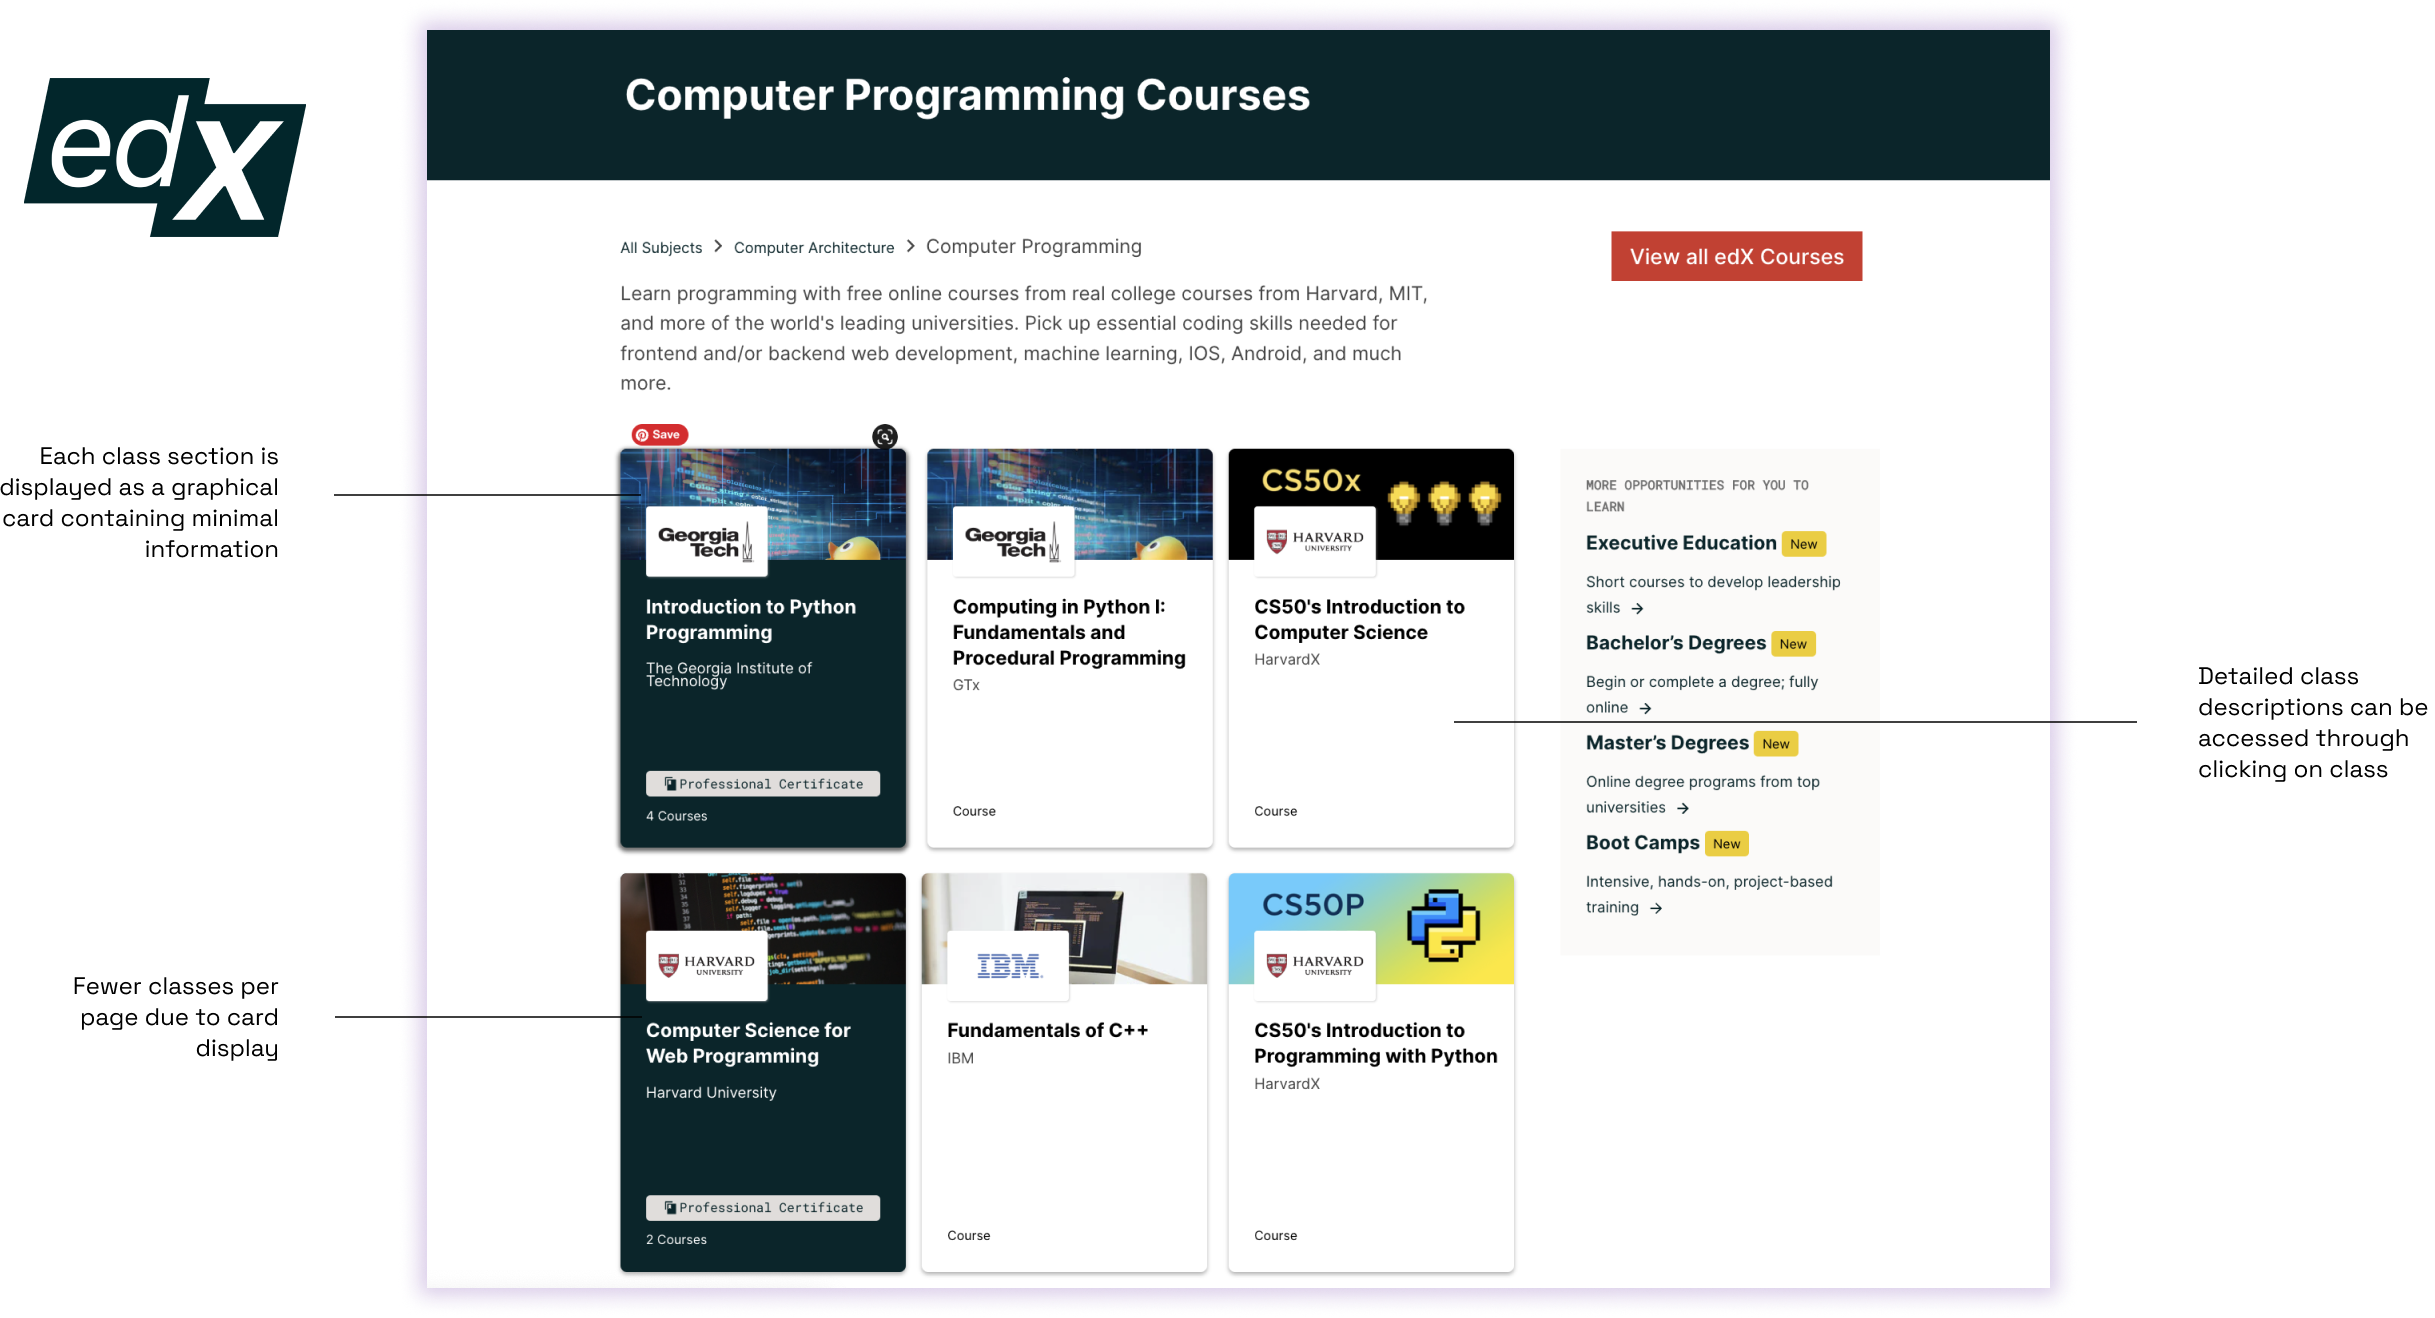 edX
Computer Programming Courses
All Subjects > Computer Architecture > Computer Programming
View all edX Courses
Learn programming with free online courses from real college courses from Harvard, MIT,
and more of the world's leading universities. Pick up essential coding skills needed for
frontend and/or backend web development, machine learning, IOS, Android, and much
more.
Each class section is
displayed as a graphical
card containing minimal
information
Save
Georgia
Tech
Introduction to Python
Programming
The Georgia Institute of
Technology
Professional Certificate
4 Courses
Georgia
Tech
Computing in Python I:
Fundamentals and
Procedural Programming
GTx
Course
CS50x
HARVARD
UNIVERSITY
CS50's Introduction to
Computer Science
HarvardX
Course
MORE OPPORTUNITIES FOR YOU TO
LEARN
Executive Education New
Short courses to develop leadership
skills →
Bachelor’s Degrees New
Begin or complete a degree; fully
online →
Master’s Degrees New
Online degree programs from top
universities →
Boot Camps New
Intensive, hands-on, project-based
training →
Detailed class
descriptions can be
accessed through
clicking on class
Fewer classes per
page due to card
display
HARVARD
UNIVERSITY
Computer Science for
Web Programming
Harvard University
Professional Certificate
2 Courses
IBM
Fundamentals of C++
IBM
Course
CS50P
HARVARD
UNIVERSITY
CS50's Introduction to
Programming with Python
HarvardX
Course